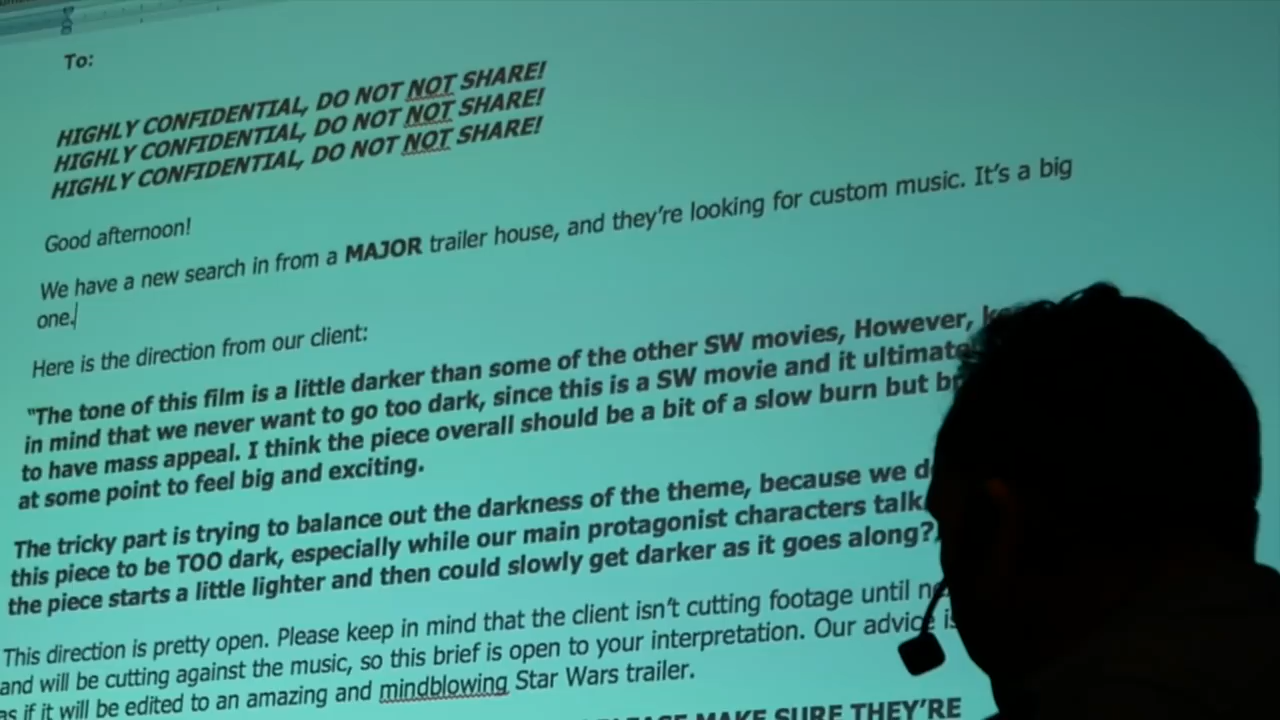 To:
HIGHLY CONFIDENTIAL, DO NOT NOT SHARE!
HIGHLY CONFIDENTIAL, DO NOT NOT SHARE!
HIGHLY CONFIDENTIAL, DO NOT NOT SHARE!
Good afternoon!
We have a new search in from a MAJOR trailer house, and they're looking for custom music. It's a big
one.
Here is the direction from our client:
"The tone of this film is a little darker than some of the other SW movies, However,
in mind that we never want to go too dark, since this is a SW movie and it
to have mass appeal. I think the piece overall should be a bit of a slow burn but
at some point to feel big and exciting.
The tricky part is trying to balance out the darkness of the theme, because we
this piece to be TOO dark, especially while our main protagonist characters talk
the piece starts a little lighter and then could slowly get darker as it goes along?
This direction is pretty open. Please keep in mind that the client isn't cutting footage until
and will be cutting against the music, so this brief is open to your interpretation. Our advice is
as if it will be edited to an amazing and mindblowing Star Wars trailer.
MAKE SURE THEY'RE